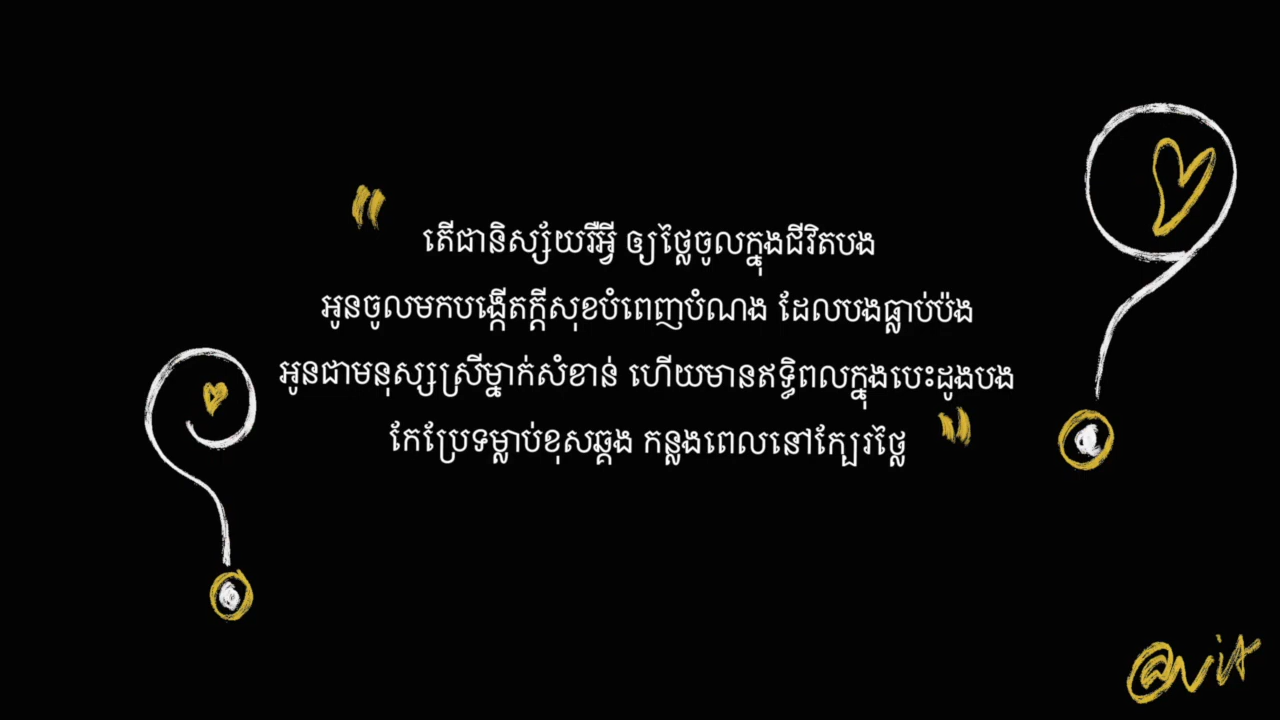 " តើជានិស្ស័យរឺអ្វី ឲ្យថ្លៃចូលក្នុងជីវិតបង
អូនចូលមកបង្កើតក្ដីសុខបំពេញបំណង ដែលបងធ្លាប់ប៉ង
អូនជាមនុស្សស្រីម្នាក់សំខាន់ ហើយមានឥទ្ធិពលក្នុងបេះដូងបង
កែប្រែទម្លាប់ខុសឆ្គង កន្លងពេលនៅក្បែរថ្លៃ "
@vit